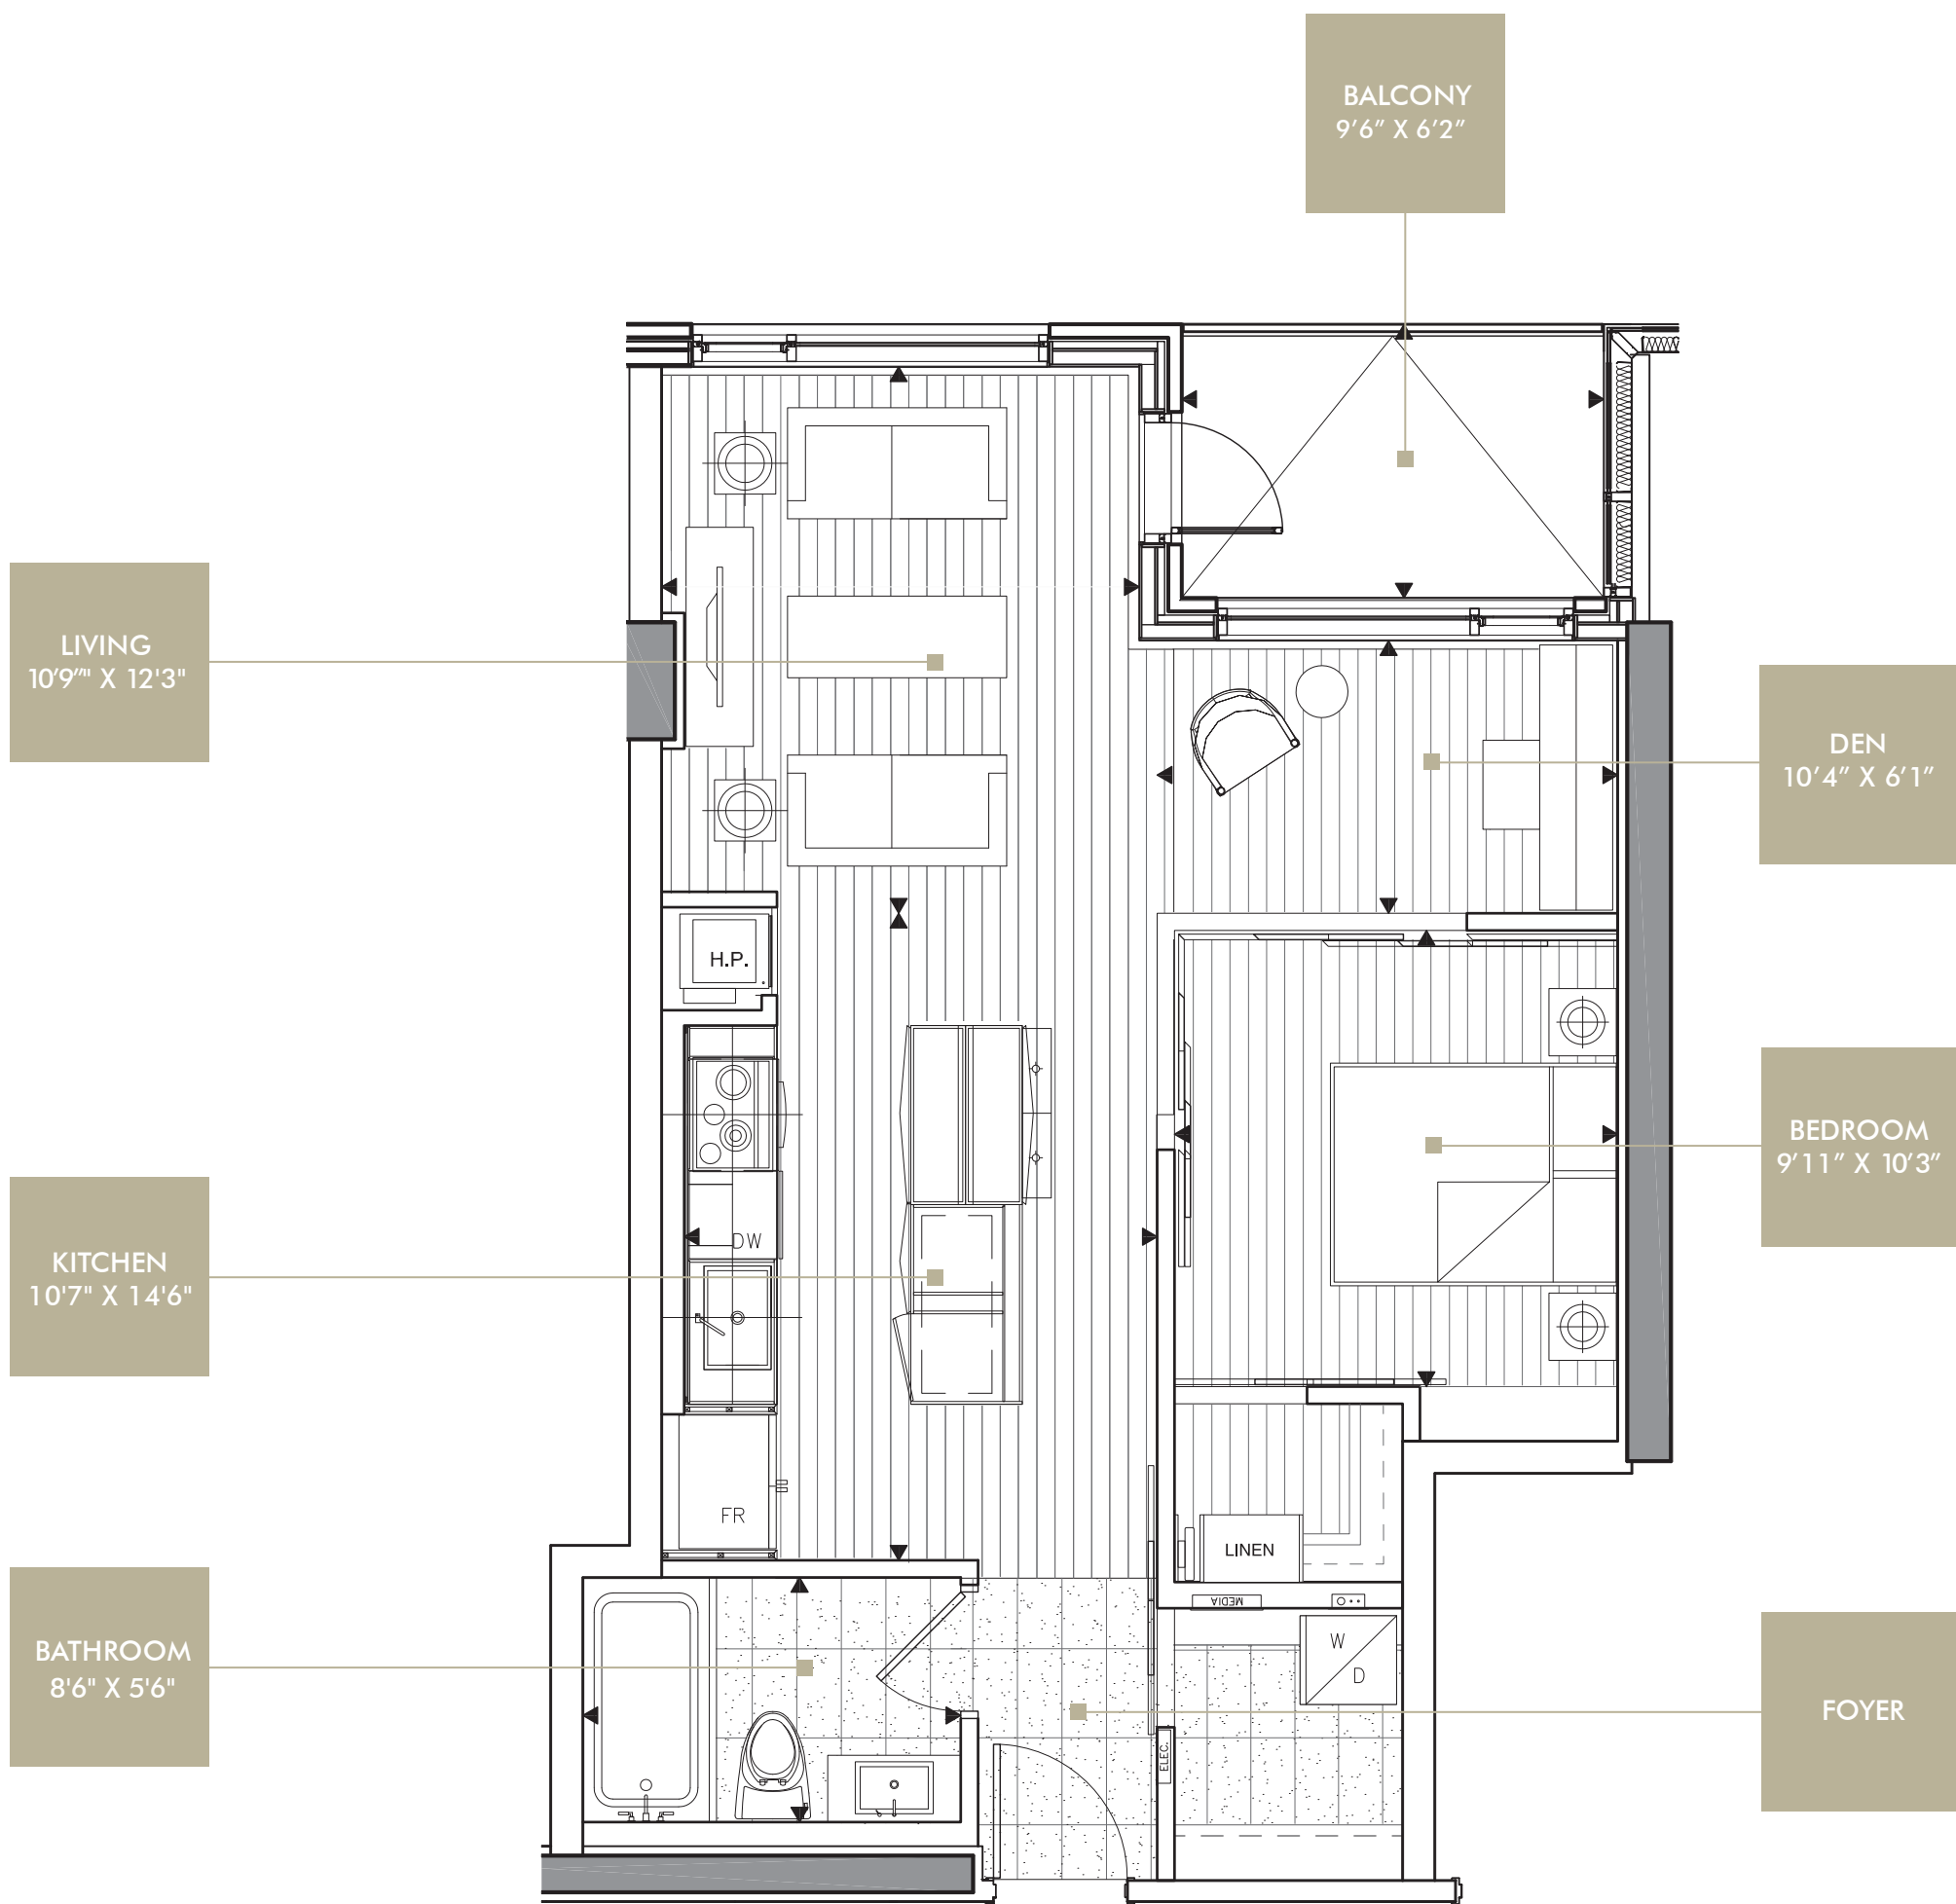 BALCONY
9’6” X 6’2”
LIVING
10’9”" X 12'3"
DEN
10’4” X 6’1”
H.P.
BEDROOM
9’11” X 10’3”
DW
KITCHEN
10'7" X 14'6"
FR
LINEN
MEDIA
BATHROOM
8'6" X 5'6"
W
D
FOYER
ELEC.